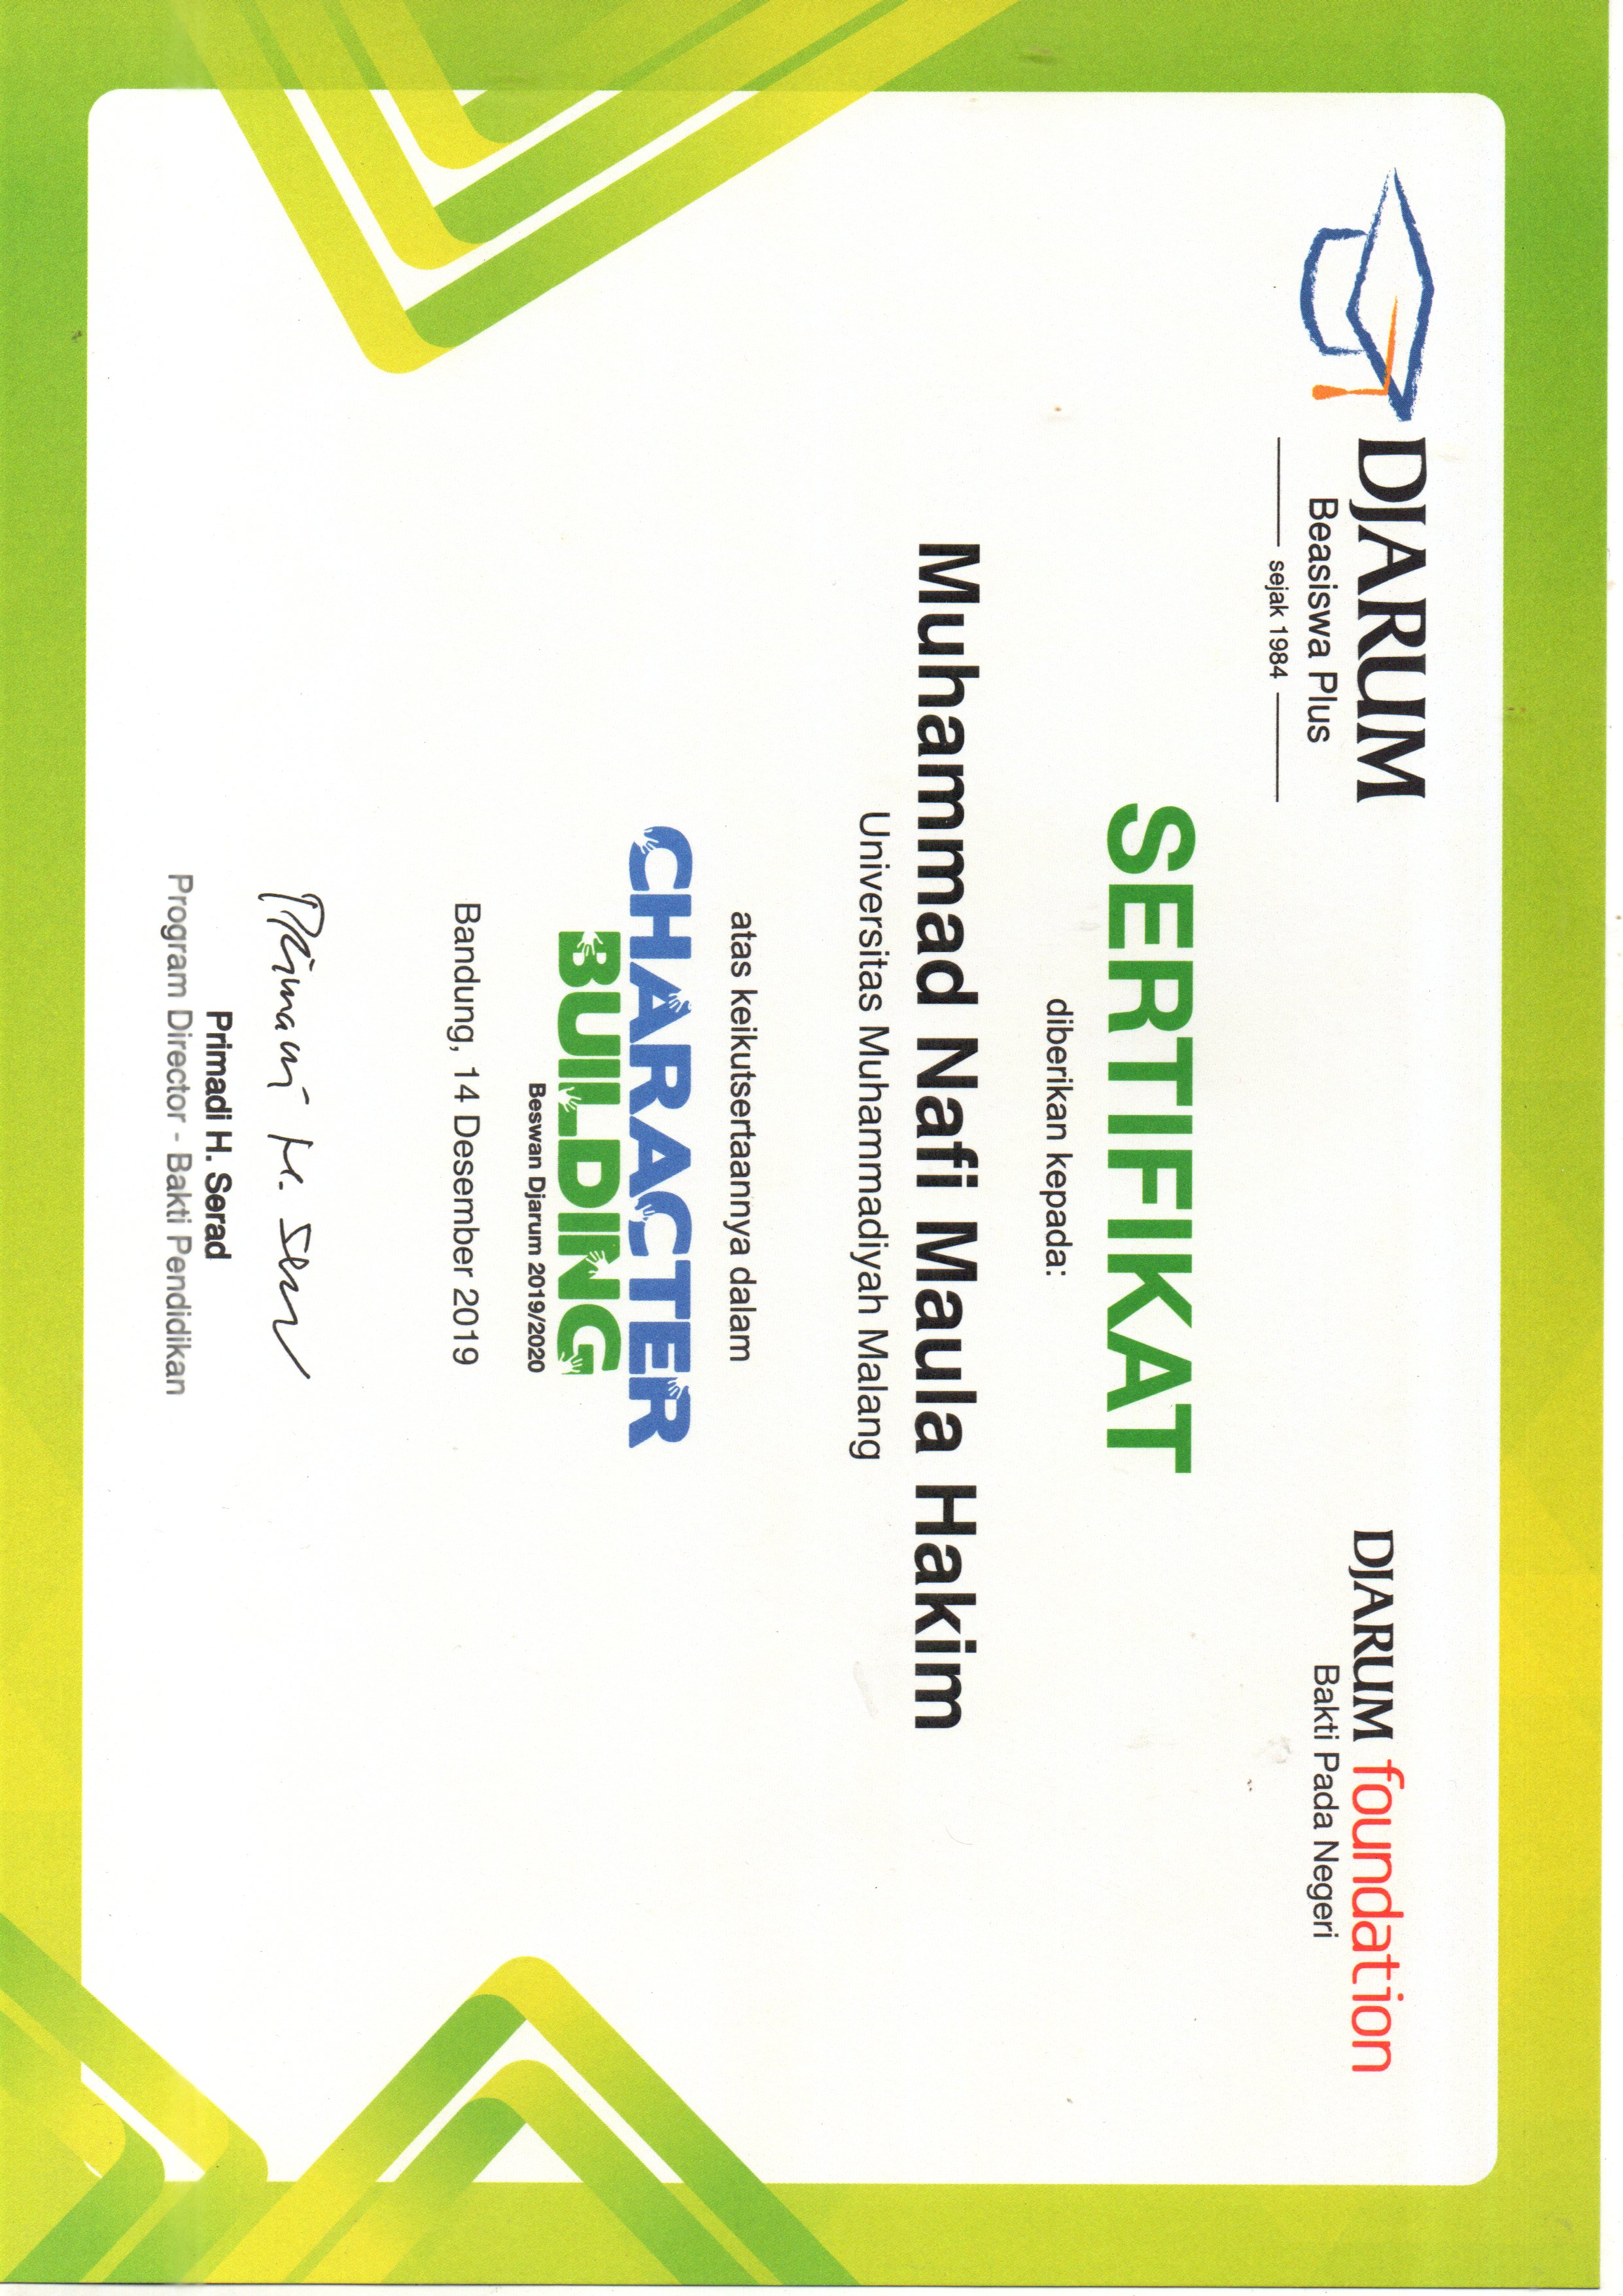 DJARUM
Beasiswa Plus
sejak 1984
DJARUM foundation
Bakti Pada Negeri
SERTIFIKAT
diberikan kepada:
Muhammad Nafi Maula Hakim
Universitas Muhammadiyah Malang
atas keikutsertaannya dalam
CHARACTER
BUILDING
Beswan Djarum 2019/2020
Bandung, 14 Desember 2019
Primadi H. Serad
Primadi H. Serad
Program Director - Bakti Pendidikan